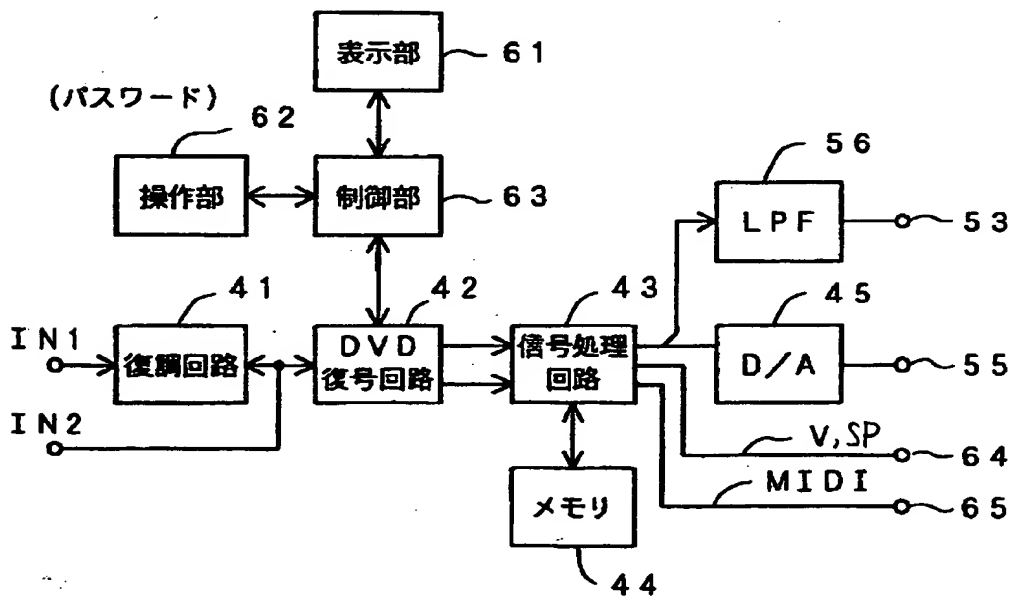 表示部
61
(パスワード)
62
操作部
制御部
63
56
LPF
53
41
42
43
45
IN1
復調回路
DVD
復号回路
信号処理
回路
D/A
55
IN2
V,SP
64
MIDI
65
メモリ
44